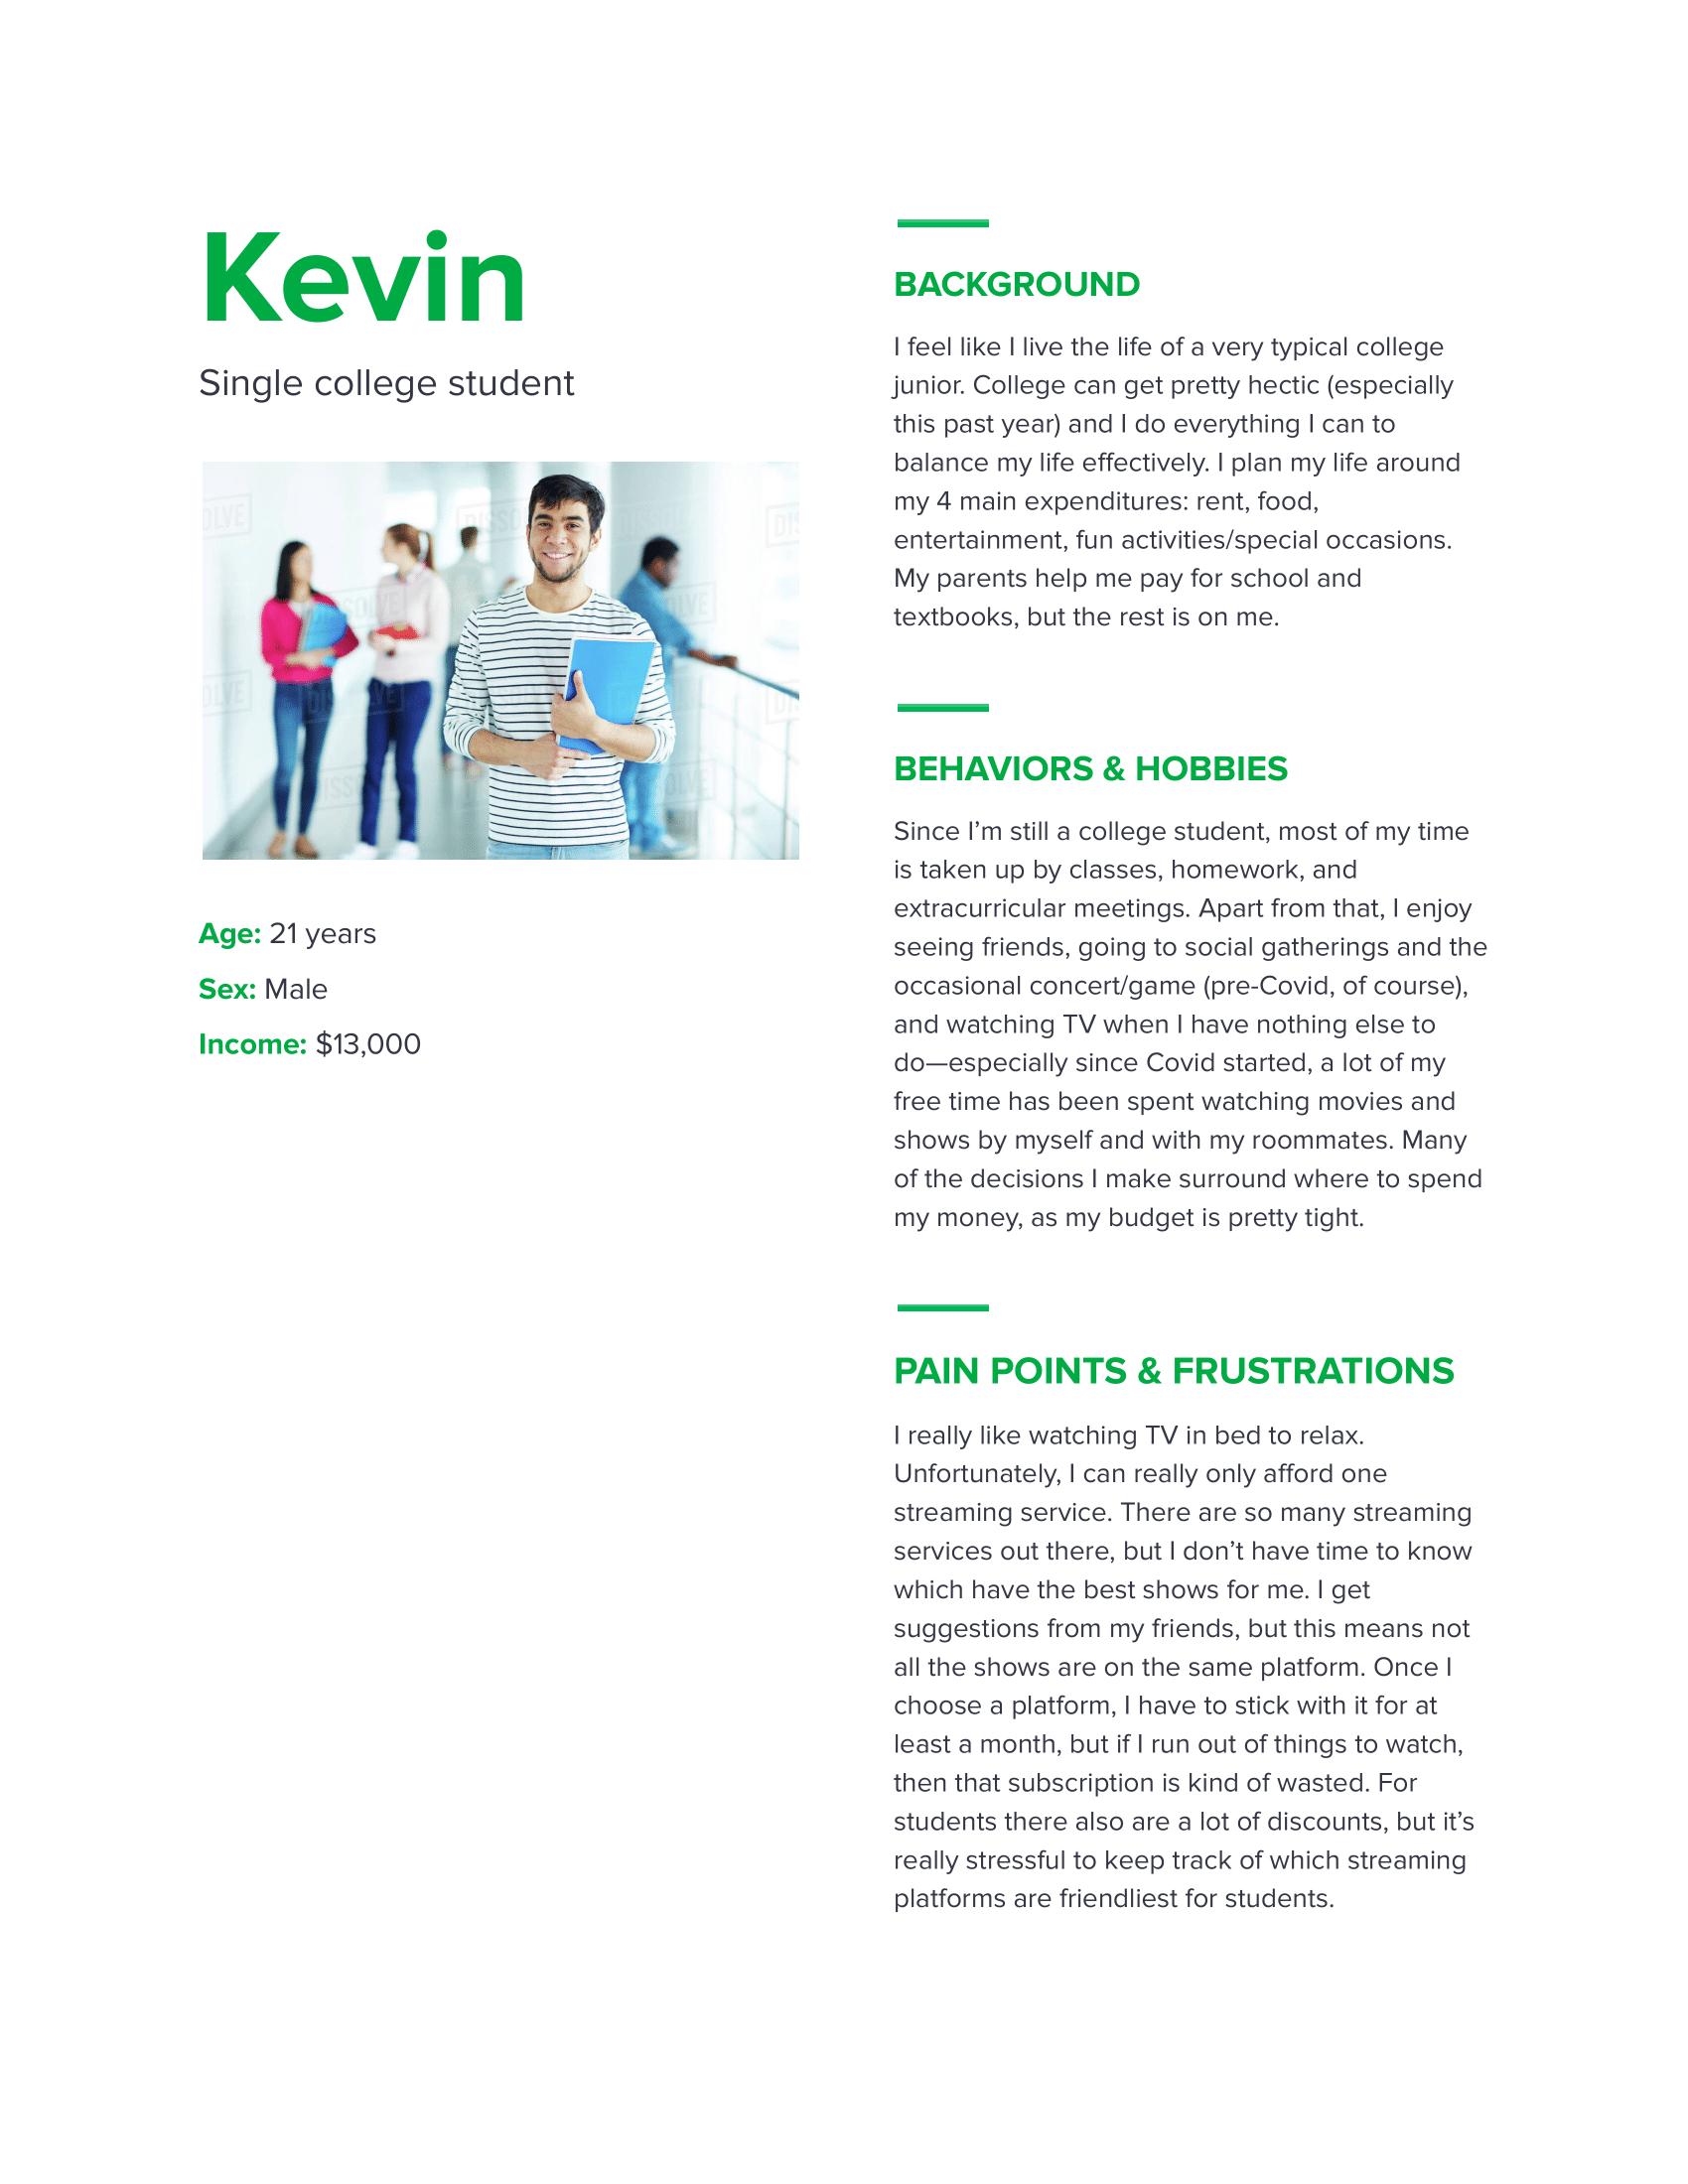 Kevin
Single college student
DISSOLVE
Age: 21 years
Sex: Male
Income: $13,000
BACKGROUND
I feel like I live the life of a very typical college
junior. College can get pretty hectic (especially
this past year) and I do everything I can to
balance my life effectively. I plan my life around
my 4 main expenditures: rent, food,
entertainment, fun activities/special occasions.
My parents help me pay for school and
textbooks, but the rest is on me.
BEHAVIORS & HOBBIES
Since I’m still a college student, most of my time
is taken up by classes, homework, and
extracurricular meetings. Apart from that, I enjoy
seeing friends, going to social gatherings and the
occasional concert/game (pre-Covid, of course),
and watching TV when I have nothing else to
do—especially since Covid started, a lot of my
free time has been spent watching movies and
shows by myself and with my roommates. Many
of the decisions I make surround where to spend
my money, as my budget is pretty tight.
PAIN POINTS & FRUSTRATIONS
I really like watching TV in bed to relax.
Unfortunately, I can really only afford one
streaming service. There are so many streaming
services out there, but I don’t have time to know
which have the best shows for me. I get
suggestions from my friends, but this means not
all the shows are on the same platform. Once I
choose a platform, I have to stick with it for at
least a month, but if I run out of things to watch,
then that subscription is kind of wasted. For
students there also are a lot of discounts, but it’s
really stressful to keep track of which streaming
platforms are friendliest for students.